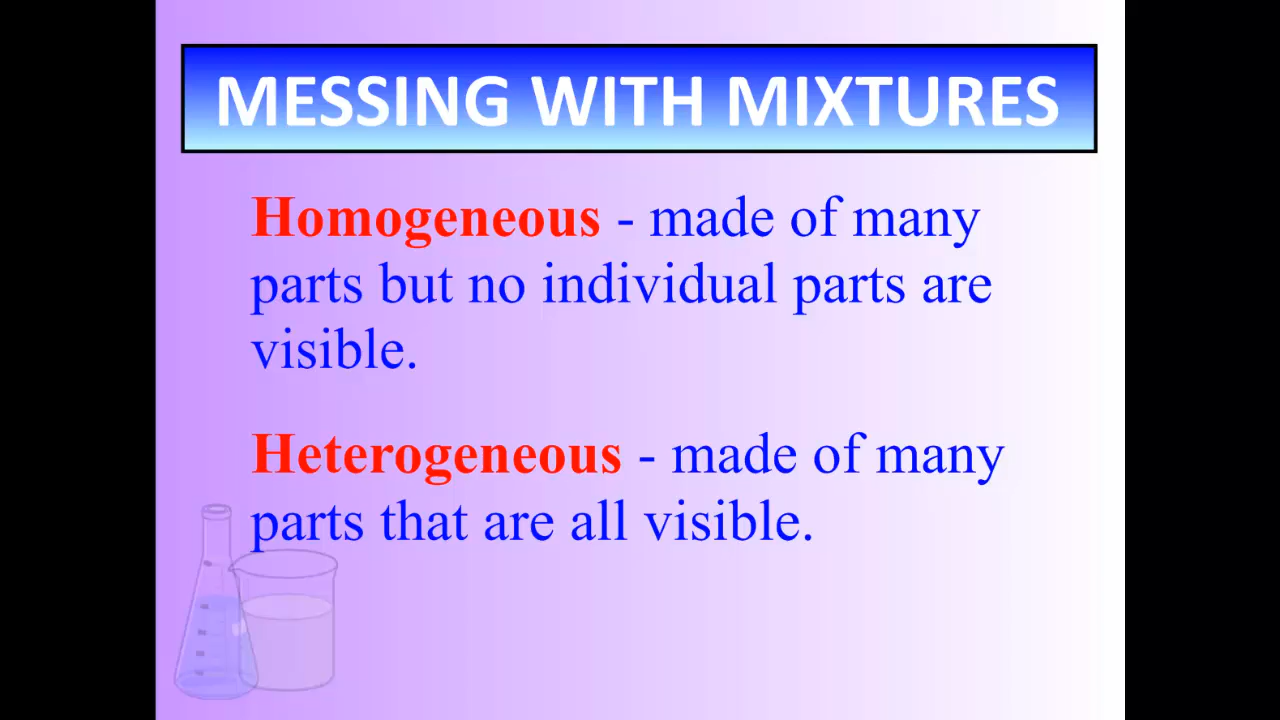 MESSING WITH MIXTURES
Homogeneous - made of many
parts but no individual parts are
visible.
Heterogeneous - made of many
parts that are all visible.